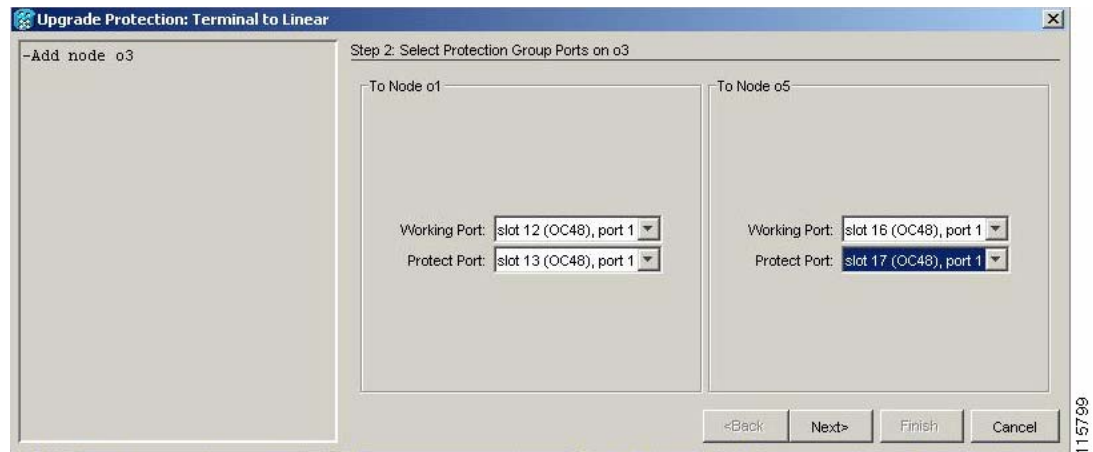 Upgrade Protection: Terminal to Linear
-Add node o3
Step 2: Select Protection Group Ports on o3
To Node o1
Working Port: slot 12 (OC48), port 1
Protect Port: slot 13 (OC48), port 1
To Node o5
Working Port: slot 16 (OC48), port 1
Protect Port: slot 17 (OC48), port 1
<Back
Next>
Finish
Cancel
115799